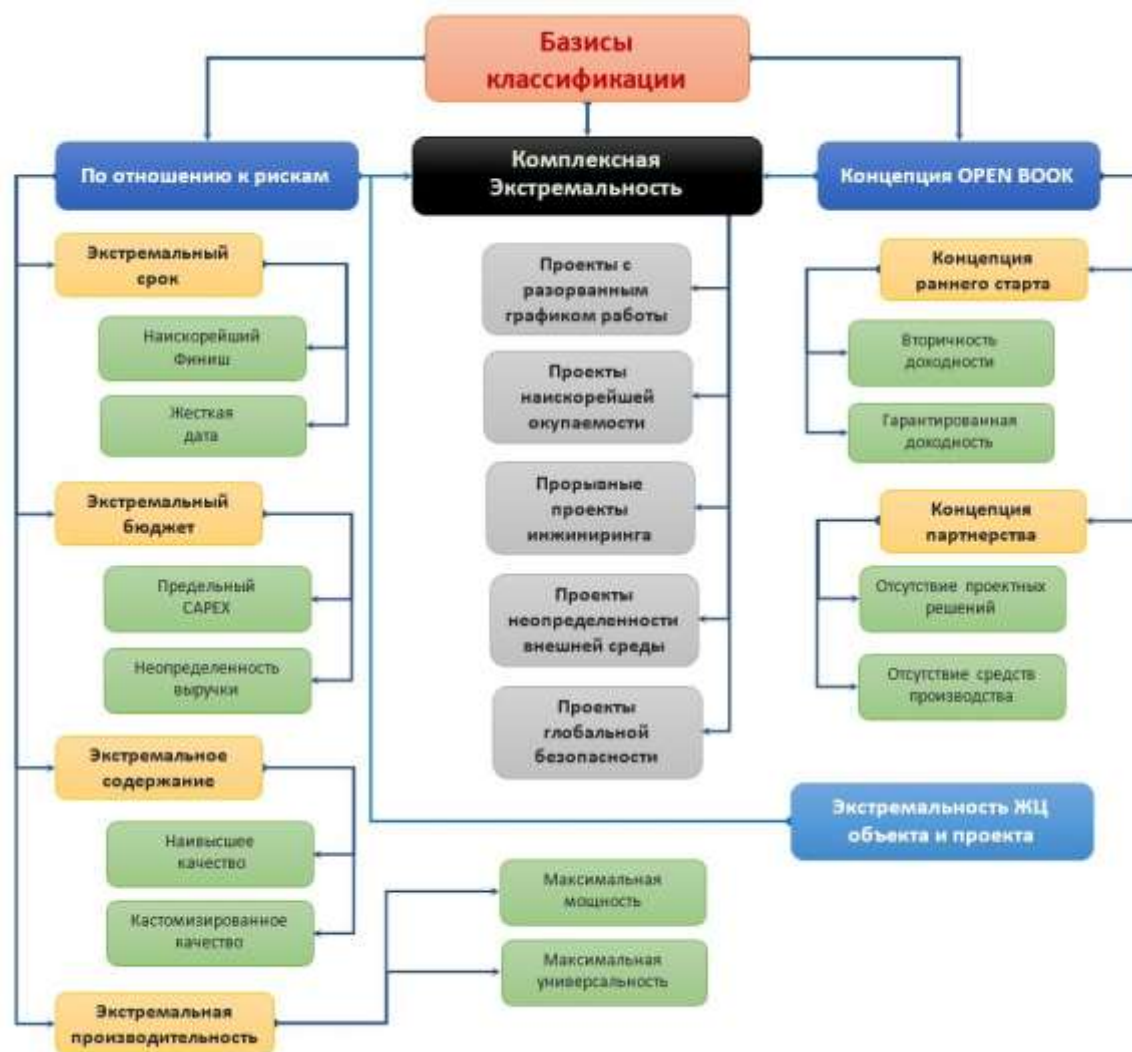 Базисы
классификации
По отношению к рискам
Комплексная
Экстремальность
Концепция OPEN BOOK
Экстремальный
срок
Наискорейший
Финиш
Жесткая
дата
Экстремальный
бюджет
Предельный
CAPEX
Неопределенность
выручки
Экстремальное
содержание
Наивысшее
качество
Кастомизированное
качество
Экстремальная
производительность
Максимальная
мощность
Максимальная
универсальность
Проекты с
разорванным
графиком работы
Проекты
наискорейшей
окупаемости
Прорывные
проекты
инжиниринга
Проекты
неопределенности
внешней среды
Проекты
глобальной
безопасности
Концепция
раннего старта
Вторичность
доходности
Гарантированная
доходность
Концепция
партнерства
Отсутствие проектных
решений
Отсутствие средств
производства
Экстремальность ЖЦ
объекта и проекта